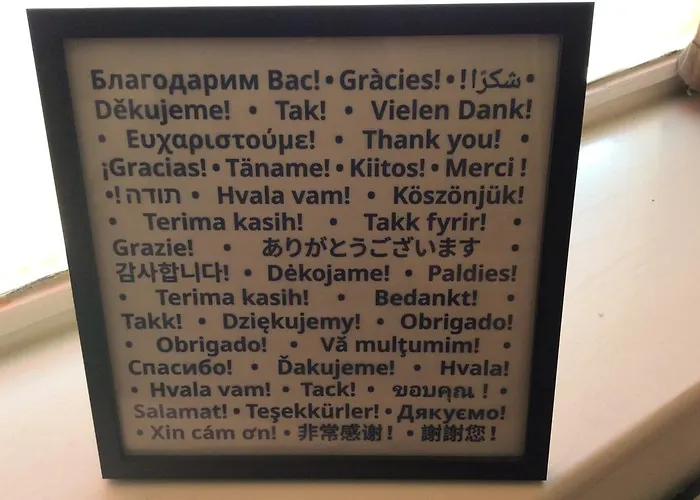 Благодарим Вас! • Gràcies! • !شكرًا •
Děkujeme! • Tak! • Vielen Dank!
• Ευχαριστούμε! • Thank you! •
¡Gracias! • Täname! • Kiitos! • Merci !
•!תודה • Hvala vam! • Köszönjük!
• Terima kasih! • Takk fyrir! •
Grazie! • ありがとうございます •
감사합니다! • Dėkojame! • Paldies!
• Terima kasih! • Bedankt! •
Takk! • Dziękujemy! • Obrigado!
• Obrigado! • Vă mulţumim! •
Спасибо! • Ďakujeme! • Hvala!
• Hvala vam! • Tack! • ขอบคุณ ! •
Salamat! • Teşekkürler! • Дякуємо!
• Xin cám ơn! • 非常感谢！ • 謝謝您！